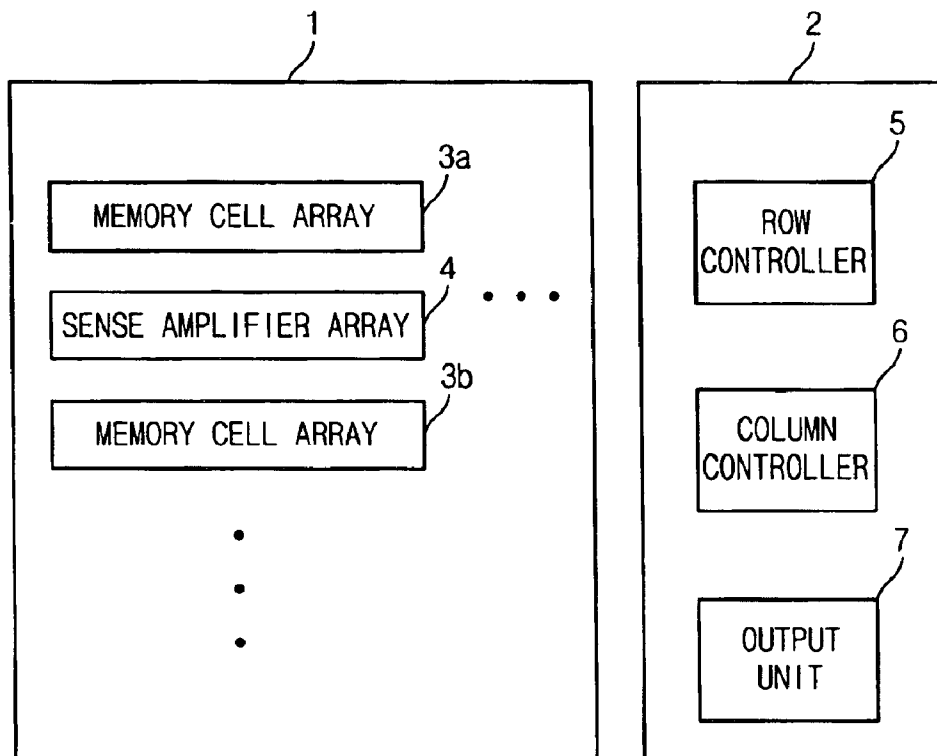 1
2
3a
MEMORY CELL ARRAY
4
SENSE AMPLIFIER ARRAY
3b
MEMORY CELL ARRAY
5
ROW
CONTROLLER
6
COLUMN
CONTROLLER
7
OUTPUT
UNIT